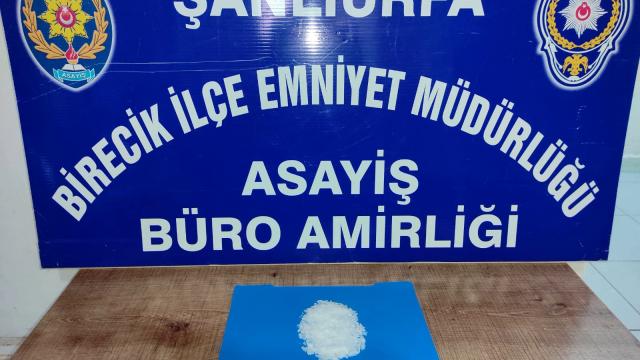 ŞANLIURFA
BİRECİK İLÇE EMNİYET MÜDÜRLÜĞÜ
ASAYİŞ
BÜRO AMİRLİĞİ
ASAYİŞ